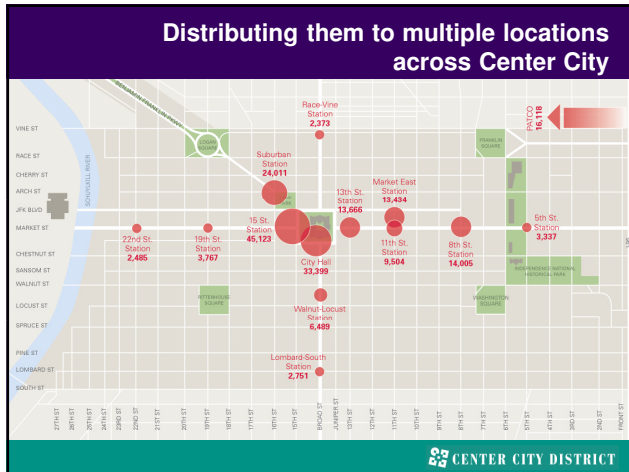 Distributing them to multiple locations
across Center City
BENJAMIN FRANKLIN PKWY
Race-Vine
Station
2,373
PATCO
16,118
VINE ST
LOGAN
SQUARE
FRANKLIN
SQUARE
RACE ST
SCHUYLKILL RIVER
CHERRY ST
Suburban
Station
24,011
ARCH ST
Market East
Station
13,434
13th St.
Station
13,666
JFK BLVD
15 St.
Station
45,123
5th St.
Station
3,337
MARKET ST
22nd St.
Station
2,485
19th St.
Station
3,767
11th St.
Station
9,504
8th St.
Station
14,005
CHESTNUT ST
City Hall
33,399
SANSOM ST
INDEPENDENCE NATIONAL
HISTORICAL PARK
WALNUT ST
RITTENHOUSE
SQUARE
WASHINGTON
SQUARE
LOCUST ST
Walnut-Locust
Station
6,489
SPRUCE ST
PINE ST
Lombard-South
Station
2,751
LOMBARD ST
SOUTH ST
27TH ST
26TH ST
25TH ST
24TH ST
23RD ST
22ND ST
21ST ST
20TH ST
19TH ST
18TH ST
17TH ST
16TH ST
15TH ST
BROAD ST
JUNIPER ST
13TH ST
12TH ST
11TH ST
10TH ST
9TH ST
8TH ST
7TH ST
6TH ST
5TH ST
4TH ST
3RD ST
2ND ST
FRONT ST
I-95
CENTER CITY DISTRICT